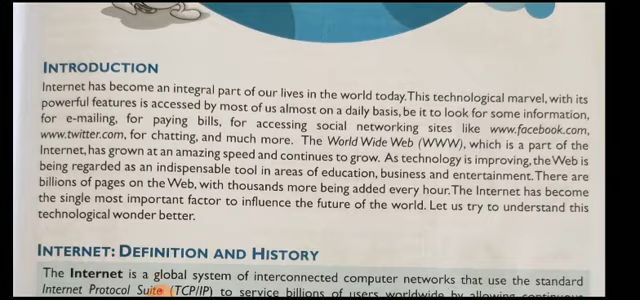 INTRODUCTION
Internet has become an integral part of our lives in the world today. This technological marvel, with its
powerful features is accessed by most of us almost on a daily basis, be it to look for some information,
for e-mailing, for paying bills, for accessing social networking sites like www.facebook.com,
www.twitter.com, for chatting, and much more. The World Wide Web (WWW), which is a part of the
Internet, has grown at an amazing speed and continues to grow. As technology is improving, the Web is
being regarded as an indispensable tool in areas of education, business and entertainment. There are
billions of pages on the Web, with thousands more being added every hour. The Internet has become
the single most important factor to influence the future of the world. Let us try to understand this
technological wonder better.
INTERNET: DEFINITION AND HISTORY
The Internet is a global system of interconnected computer networks that use the standard
Internet Protocol Suite (TCP/IP) to service billions of users worldwide by allowing continuous